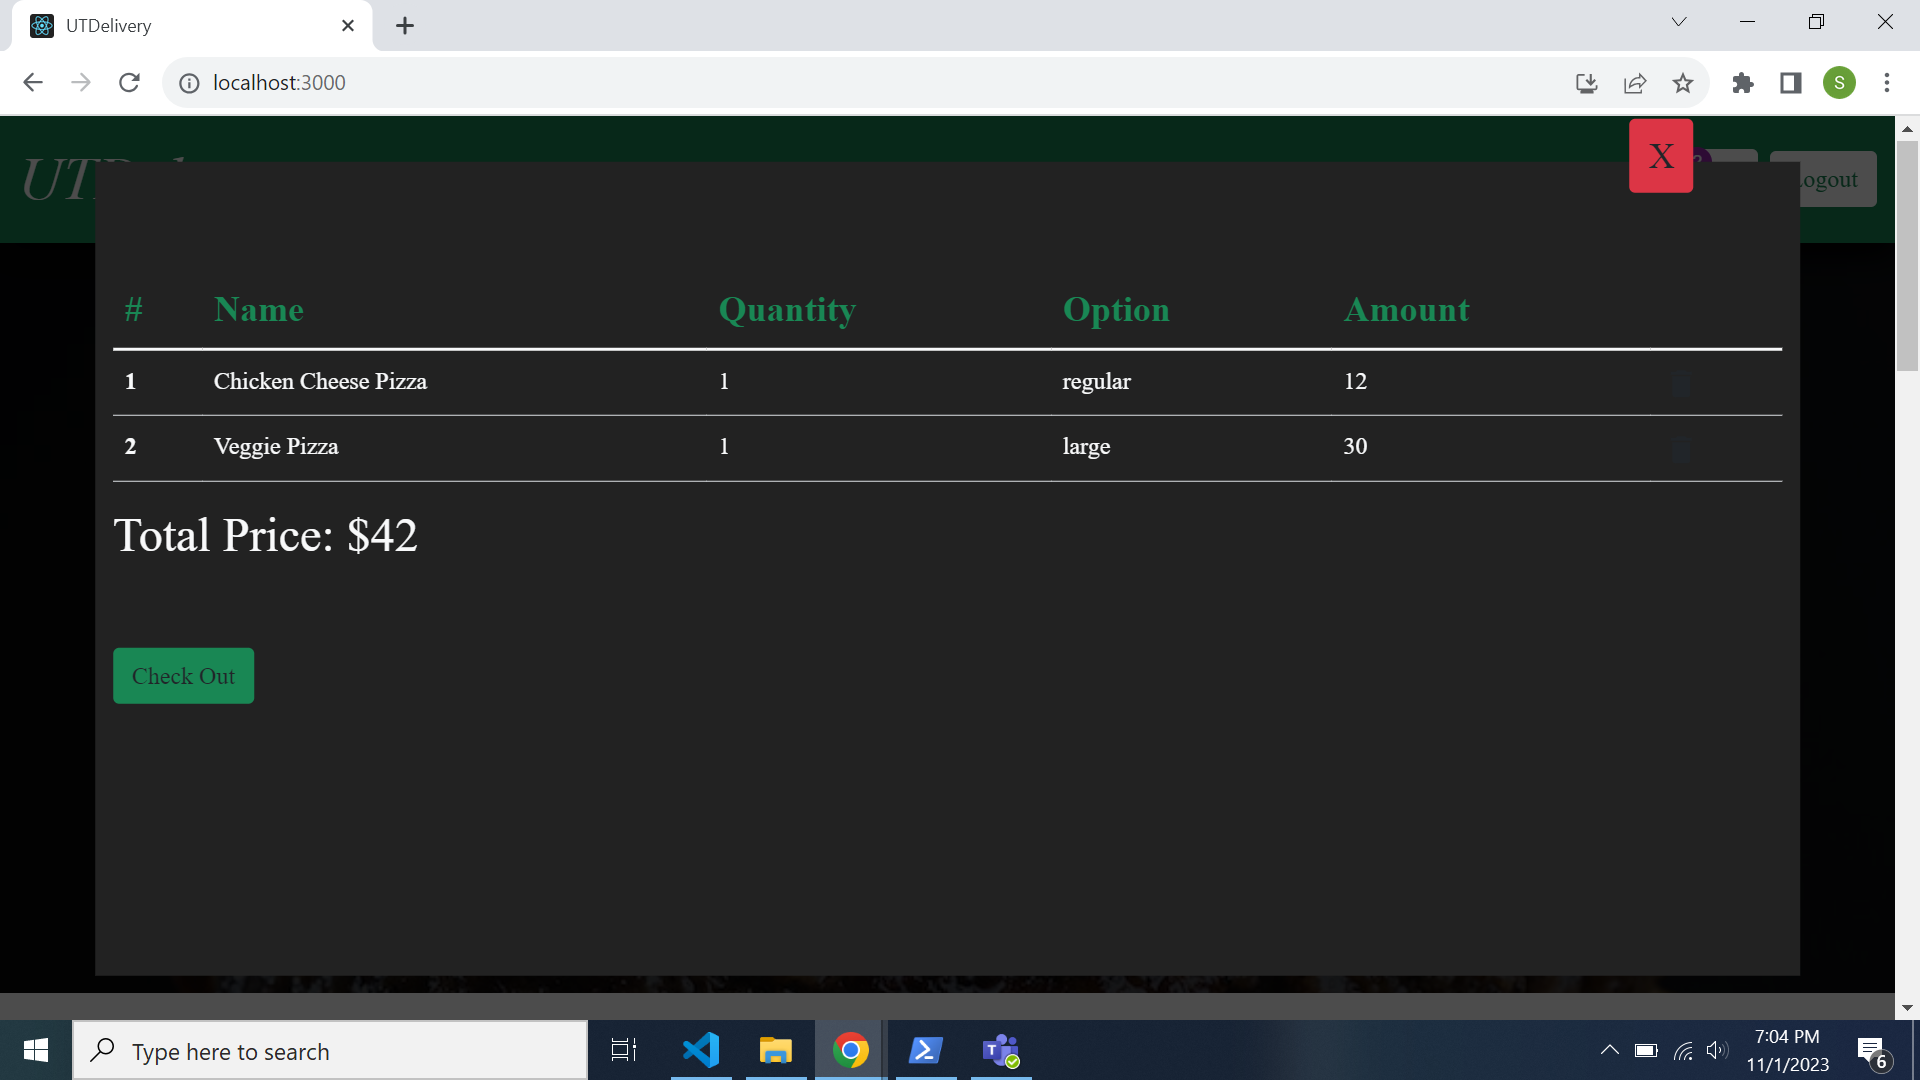 UTDelivery
localhost:3000
S
UTD
X
ogout
# Name Quantity Option Amount
1 Chicken Cheese Pizza 1 regular 12
2 Veggie Pizza 1 large 30
Total Price: $42
Check Out
Type here to search
7:04 PM
11/1/2023
6